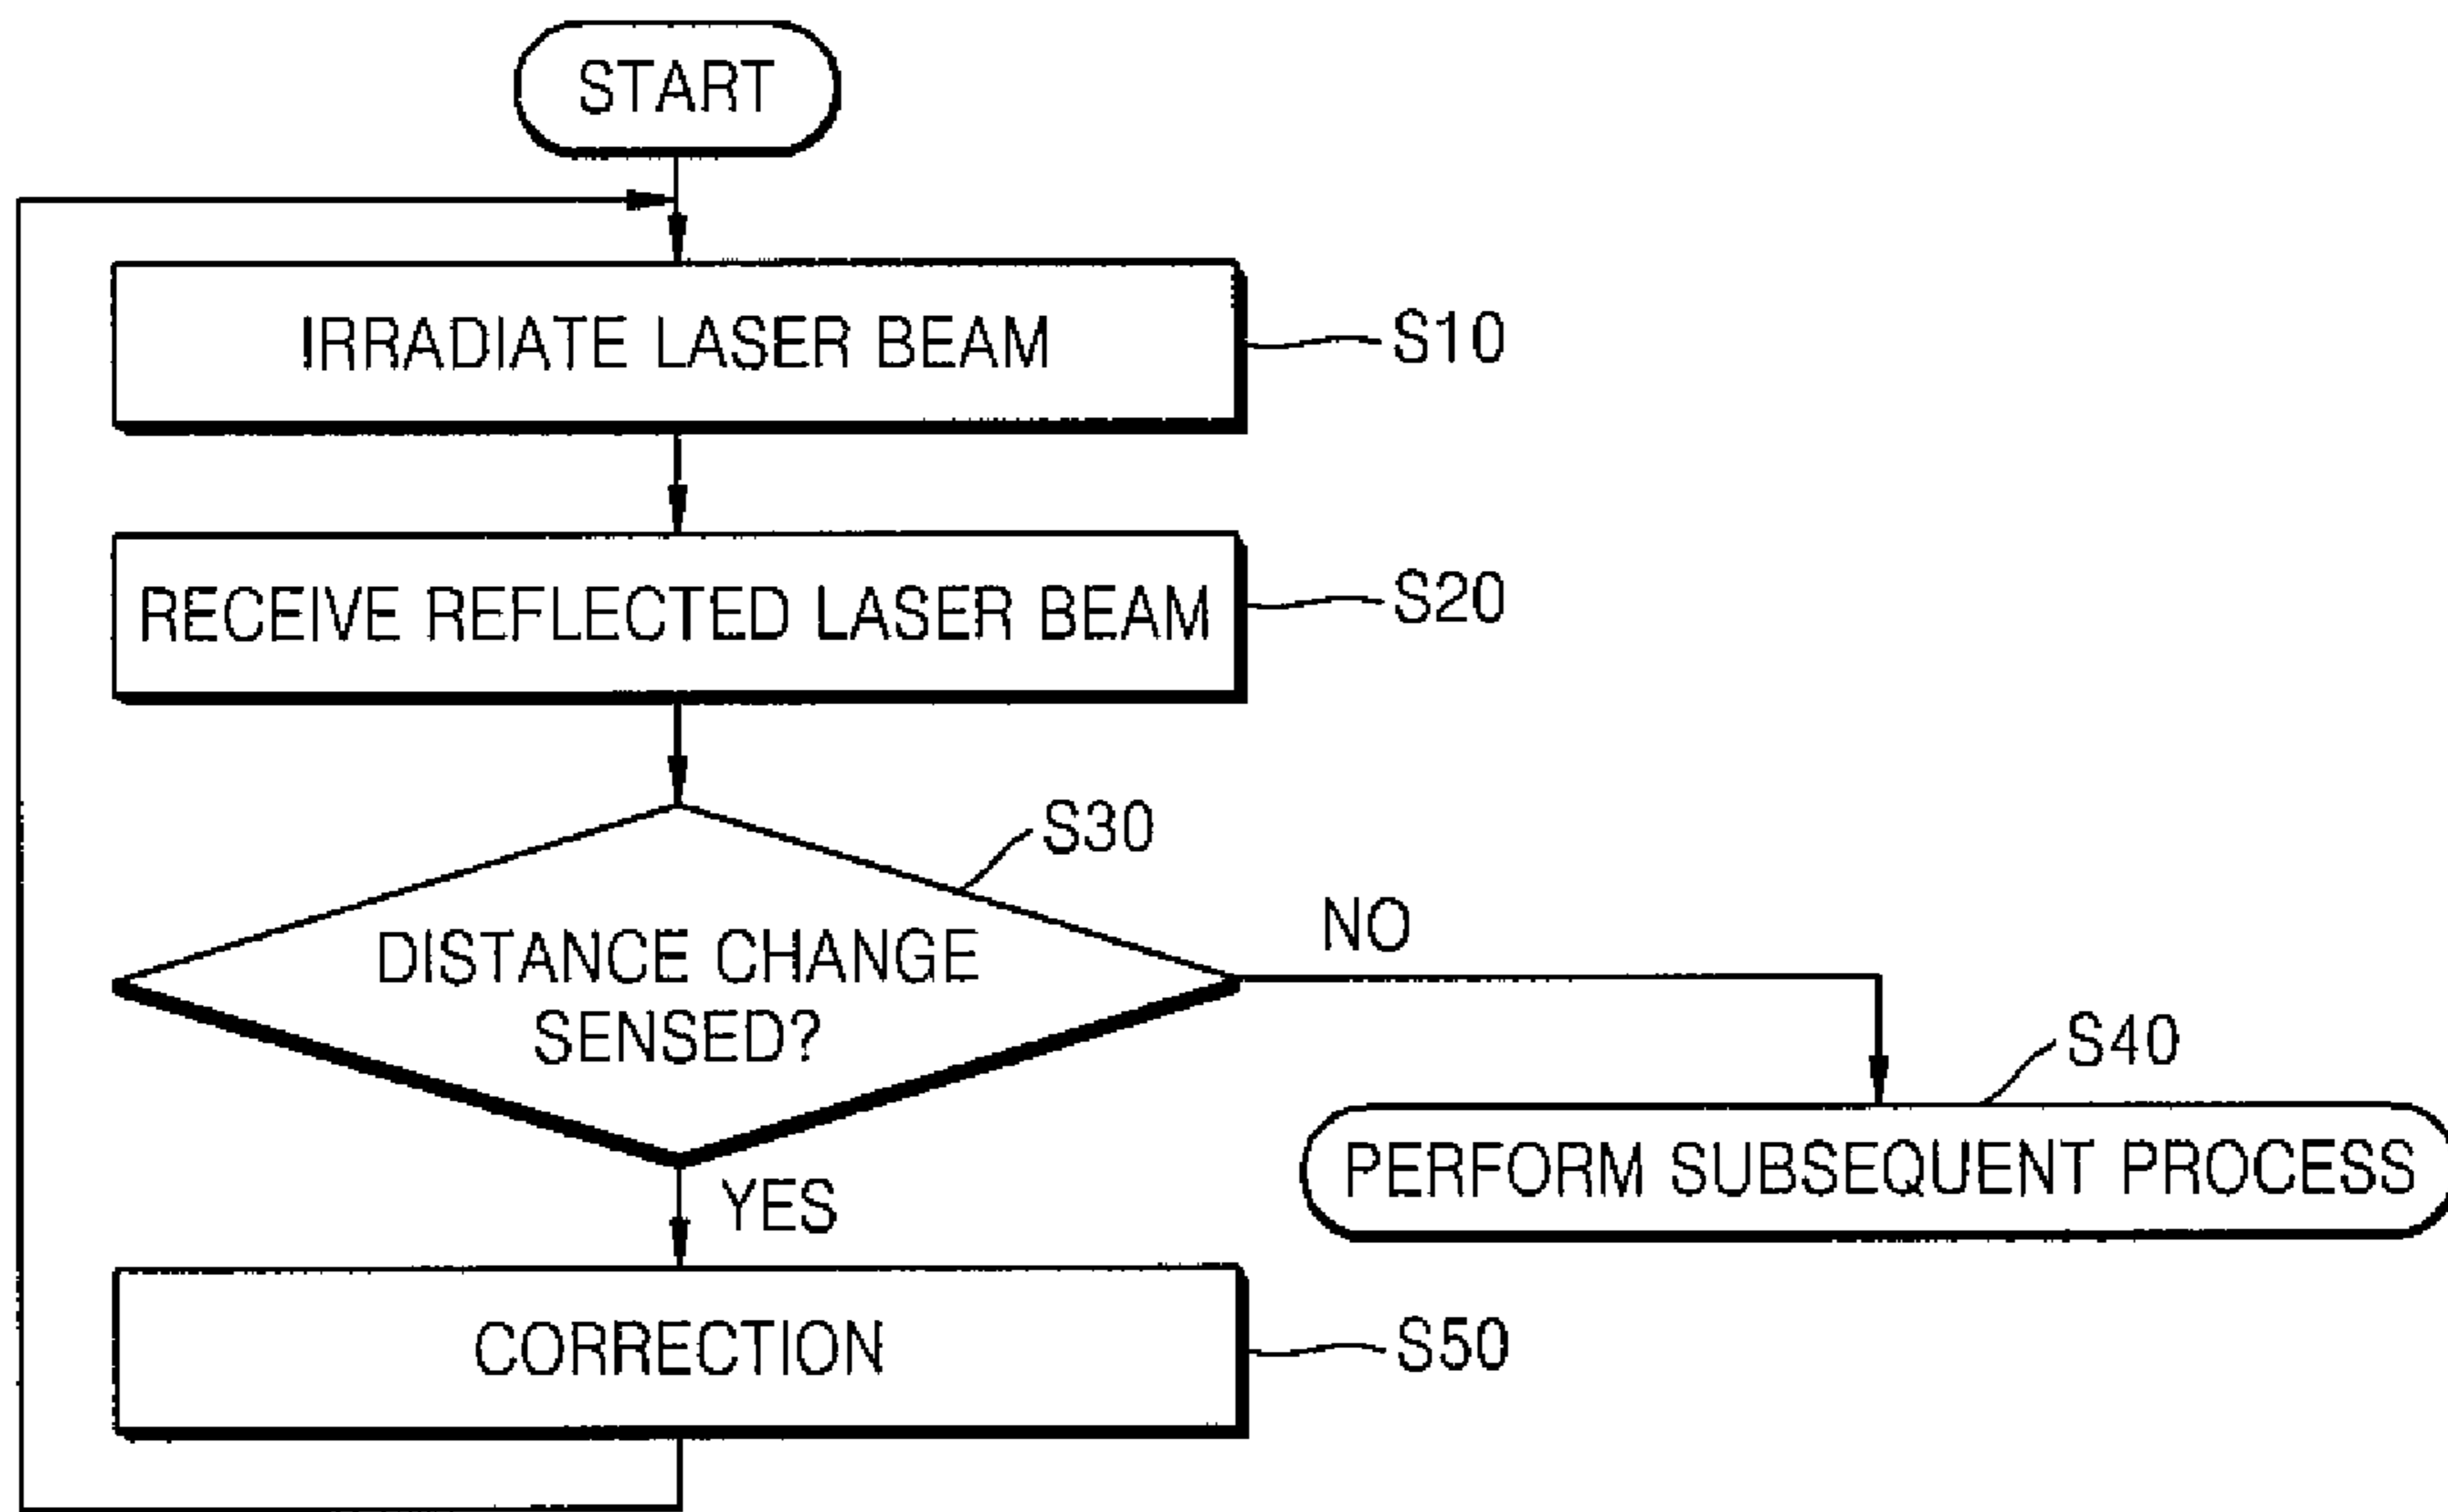 START
IRRADIATE LASER BEAM
S10
RECEIVE REFLECTED LASER BEAM
S20
S30
DISTANCE CHANGE
SENSED?
NO
S40
PERFORM SUBSEQUENT PROCESS
YES
CORRECTION
S50